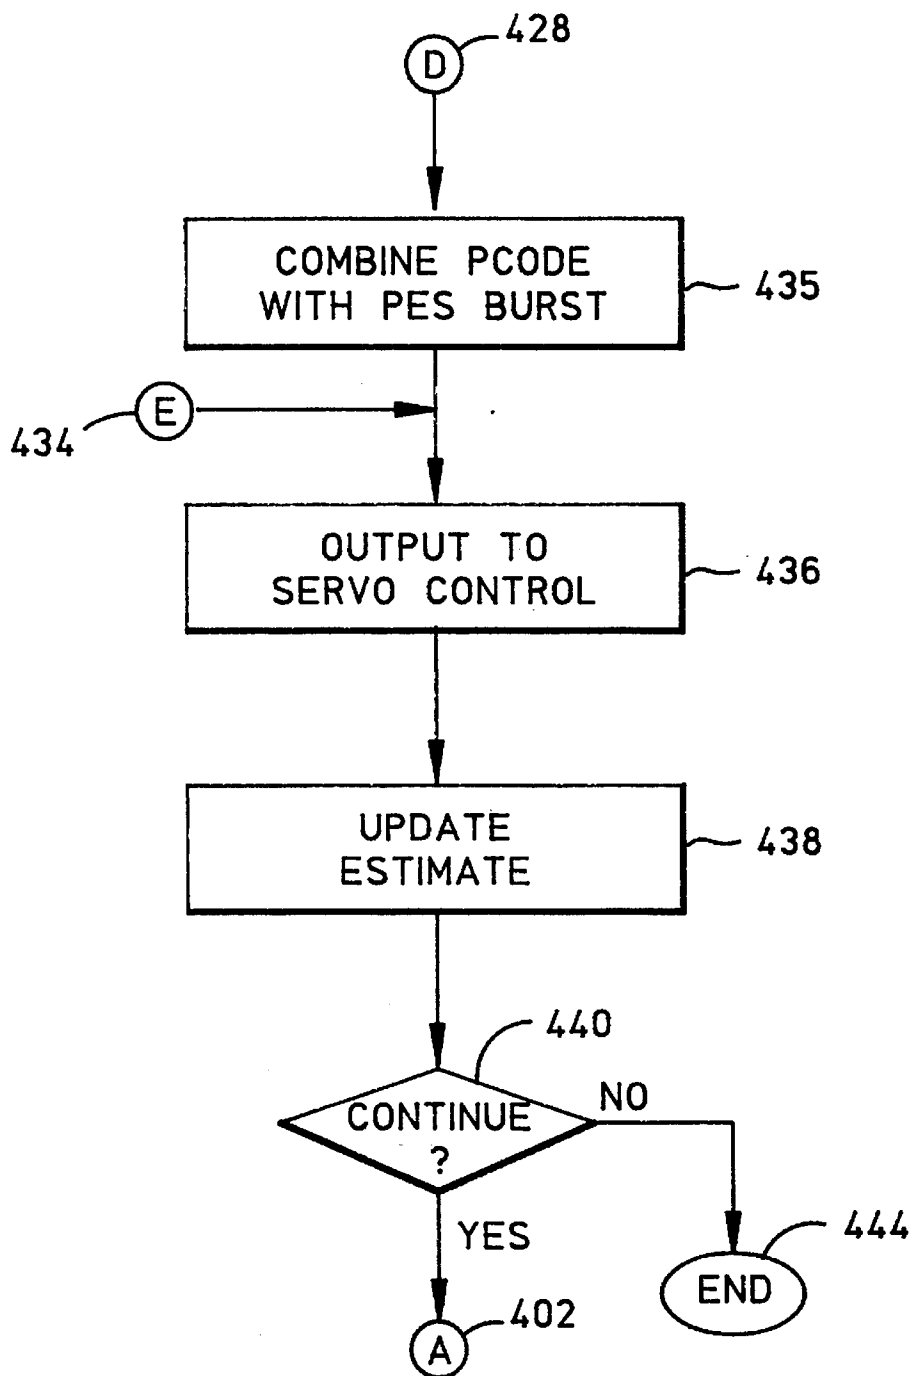 428
D
COMBINE PCODE
WITH PES BURST
435
E
434
OUTPUT TO
SERVO CONTROL
436
UPDATE
ESTIMATE
438
440
CONTINUE
?
NO
YES
444
END
402
A